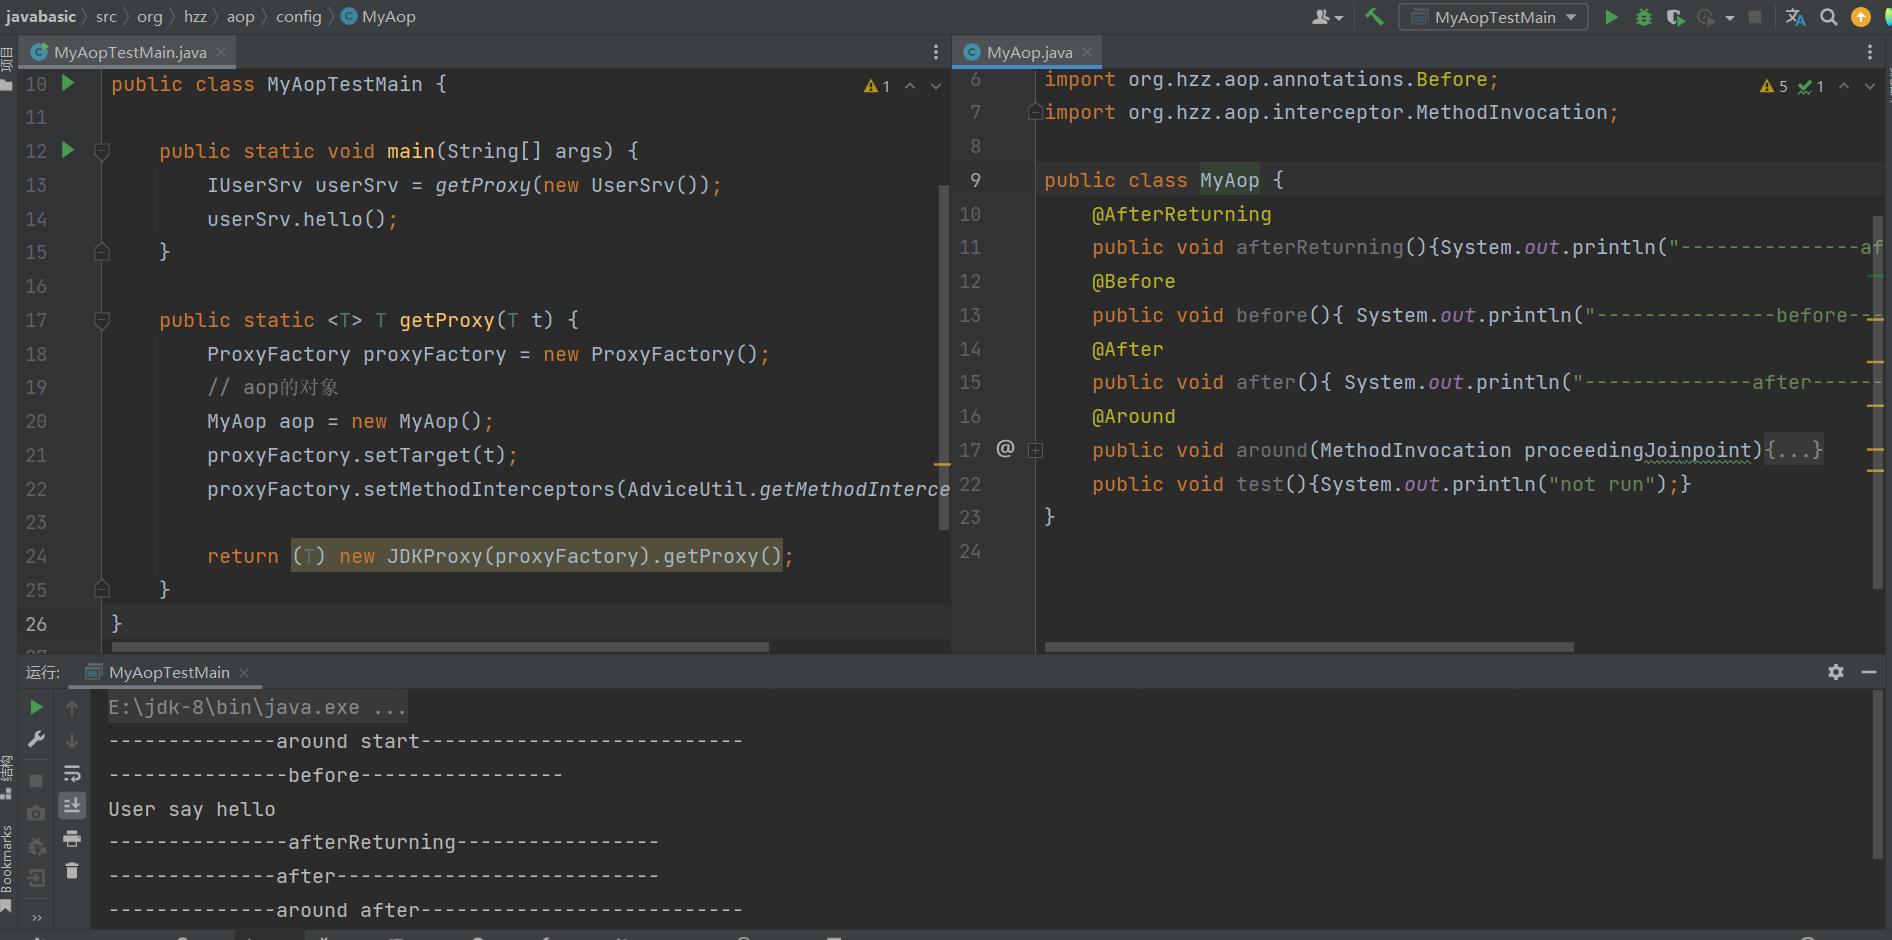 javabasic src org hzz aop config MyAop
MyAopTestMain
项目
MyAopTestMain.java
10 public class MyAopTestMain {
1
11
12 public static void main(String[] args) {
13 IUserSrv userSrv = getProxy(new UserSrv());
14 userSrv.hello();
15 }
16
17 public static <T> T getProxy(T t) {
18 ProxyFactory proxyFactory = new ProxyFactory();
19 // aop的对象
20 MyAop aop = new MyAop();
21 proxyFactory.setTarget(t);
22 proxyFactory.setMethodInterceptors(AdviceUtil.getMethodInterce
23
24 return (T) new JDKProxy(proxyFactory).getProxy();
25 }
26 }
MyAop.java
6 import org.hzz.aop.annotations.Before;
5 1
7 import org.hzz.aop.interceptor.MethodInvocation;
8
9 public class MyAop {
10 @AfterReturning
11 public void afterReturning(){System.out.println("---------------af
12 @Before
13 public void before(){ System.out.println("---------------before---
14 @After
15 public void after(){ System.out.println("--------------after------
16 @Around
17 @ public void around(MethodInvocation proceedingJoinpoint){...}
22 public void test(){System.out.println("not run");}
23 }
24
运行: MyAopTestMain
E:\jdk-8\bin\java.exe ...
--------------around start---------------------------
---------------before-----------------
User say hello
---------------afterReturning-----------------
--------------after---------------------------
--------------around after---------------------------
结构
Bookmarks